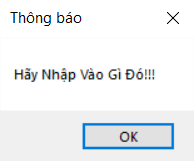 Thông báo
Hãy Nhập Vào Gì Đó!!!
OK